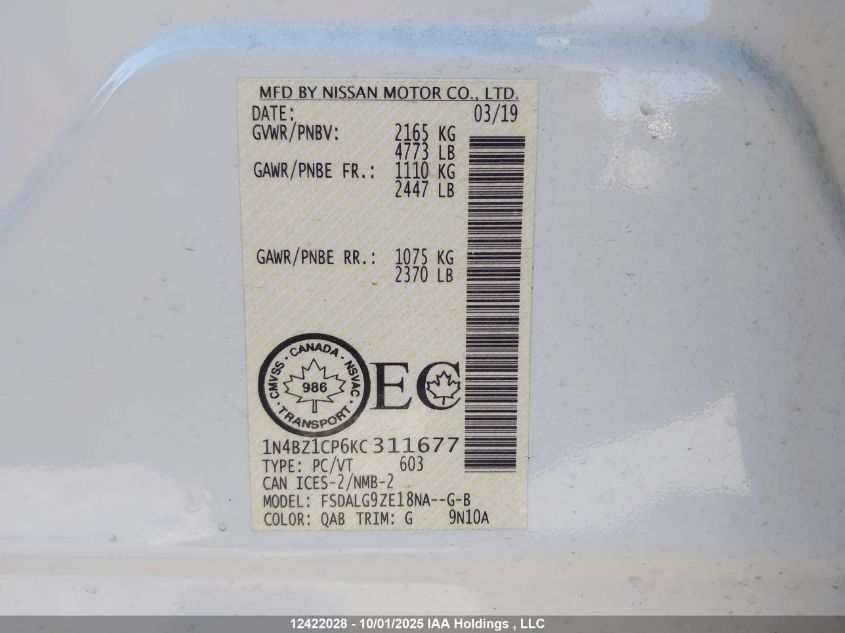 MFD BY NISSAN MOTOR CO., LTD.
DATE: 03/19
GVWR/PNBV: 2165 KG
4773 LB
GAWR/PNBE FR.: 1110 KG
2447 LB
GAWR/PNBE RR.: 1075 KG
2370 LB
CMVSS · CANADA · NSVAC
986
· TRANSPORT ·
EC
1N4BZ1CP6KC311677
TYPE: PC/VT 603
CAN ICES-2/NMB-2
MODEL: FSDALG9ZE18NA--G-B
COLOR: QAB TRIM: G 9N10A
12422028 - 10/01/2025 IAA Holdings , LLC